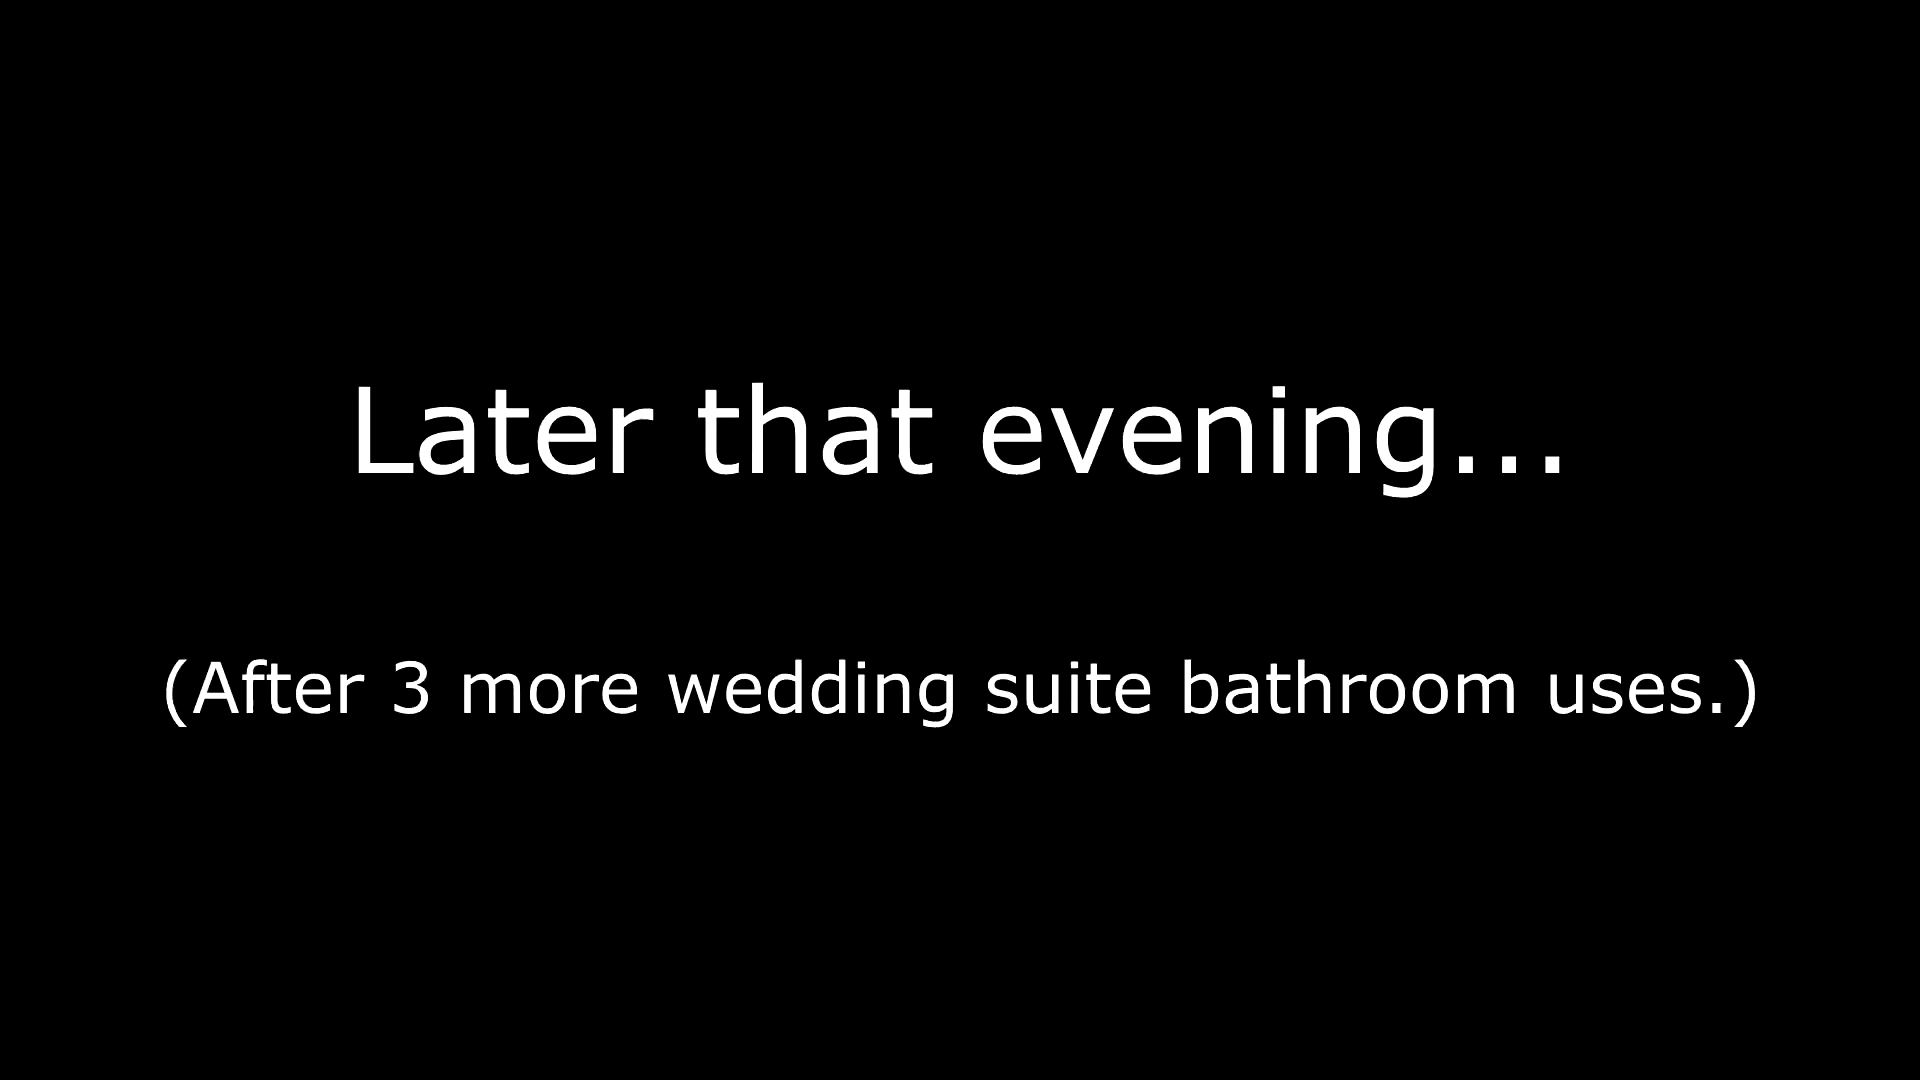 Later that evening...
(After 3 more wedding suite bathroom uses.)